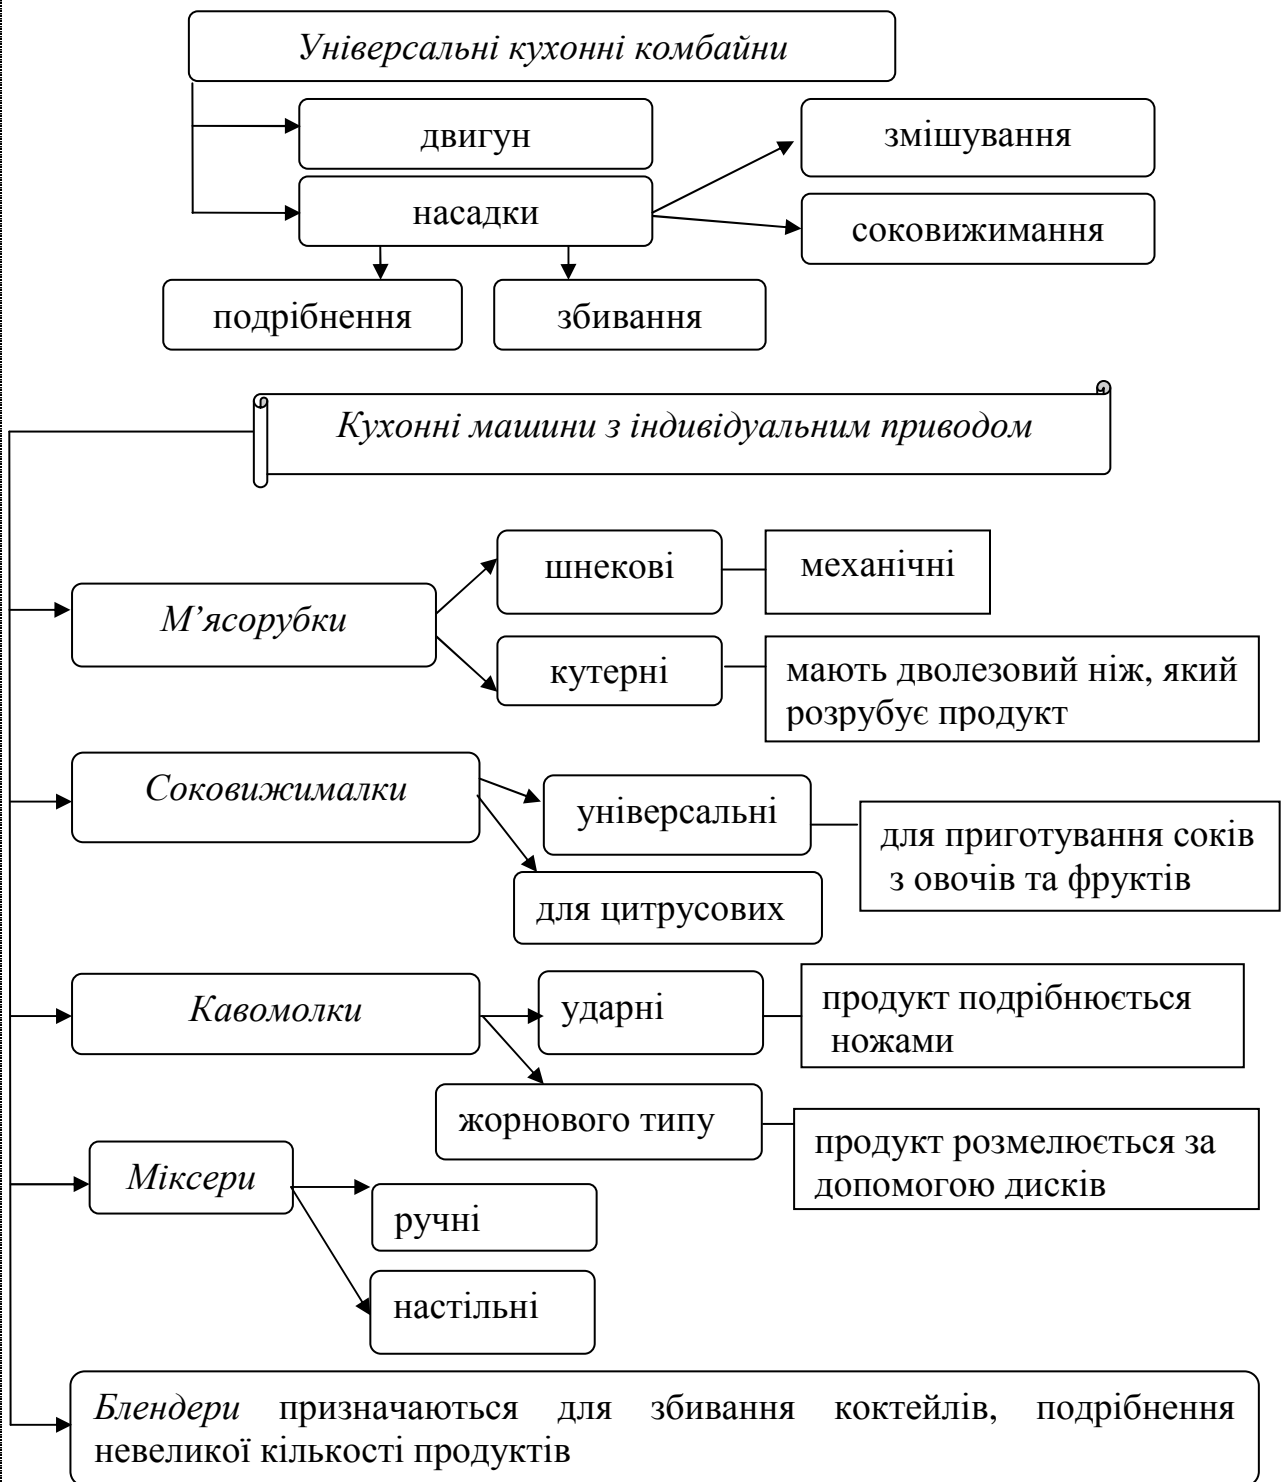 Універсальні кухонні комбайни
двигун
змішування
насадки
соковижимання
подрібнення
збивання
Кухонні машини з індивідуальним приводом
шнекові
механічні
М’ясорубки
кутерні
мають дволезовий ніж, який
розрубує продукт
Соковижималки
універсальні
для приготування соків
з овочів та фруктів
для цитрусових
Кавомолки
ударні
продукт подрібнюється
ножами
жорнового типу
продукт розмелюється за
допомогою дисків
Міксери
ручні
настільні
Блендери призначаються для збивання коктейлів, подрібнення
невеликої кількості продуктів